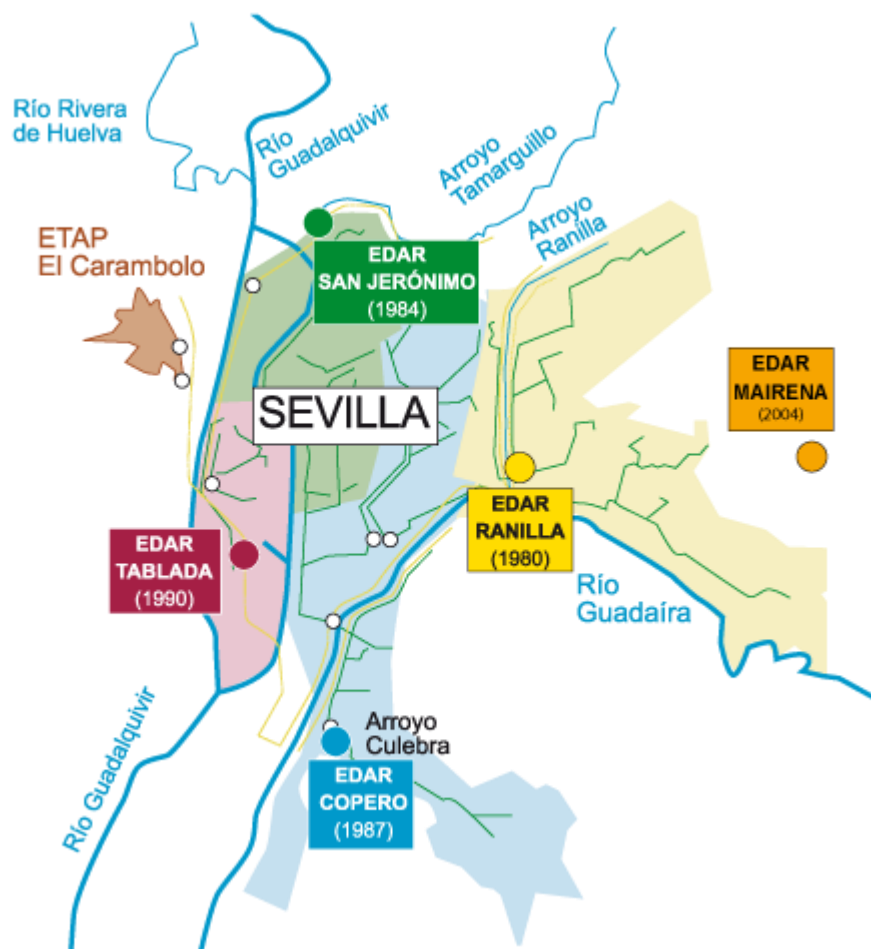 Río Rivera
de Huelva
Río
Guadalquivir
Arroyo
Tamarguillo
Arroyo
Ranilla
ETAP
El Carambolo
EDAR
SAN JERÓNIMO
(1984)
EDAR
MAIRENA
(2004)
SEVILLA
EDAR
RANILLA
(1980)
EDAR
TABLADA
(1990)
Río
Guadaíra
Río Guadalquivir
Arroyo
Culebra
EDAR
COPERO
(1987)